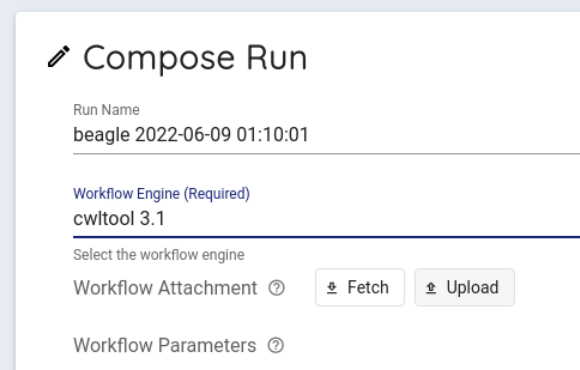 Compose Run
Run Name
beagle 2022-06-09 01:10:01
Workflow Engine (Required)
cwltool 3.1
Select the workflow engine
Workflow Attachment Fetch Upload
Workflow Parameters